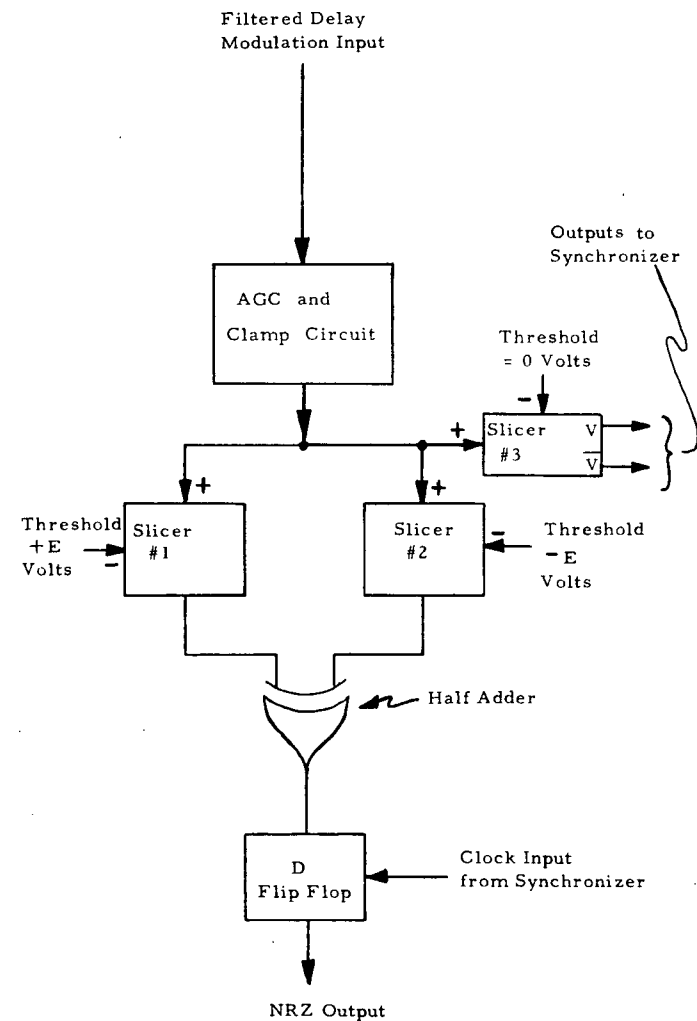 Filtered Delay
Modulation Input
Outputs to
Synchronizer
AGC and
Clamp Circuit
Threshold
= 0 Volts
-
+
Slicer
#3
V
V̅
+
+
Threshold
+E
Volts
-
Slicer
#1
Slicer
#2
-
Threshold
-E
Volts
Half Adder
D
Flip Flop
Clock Input
from Synchronizer
NRZ Output